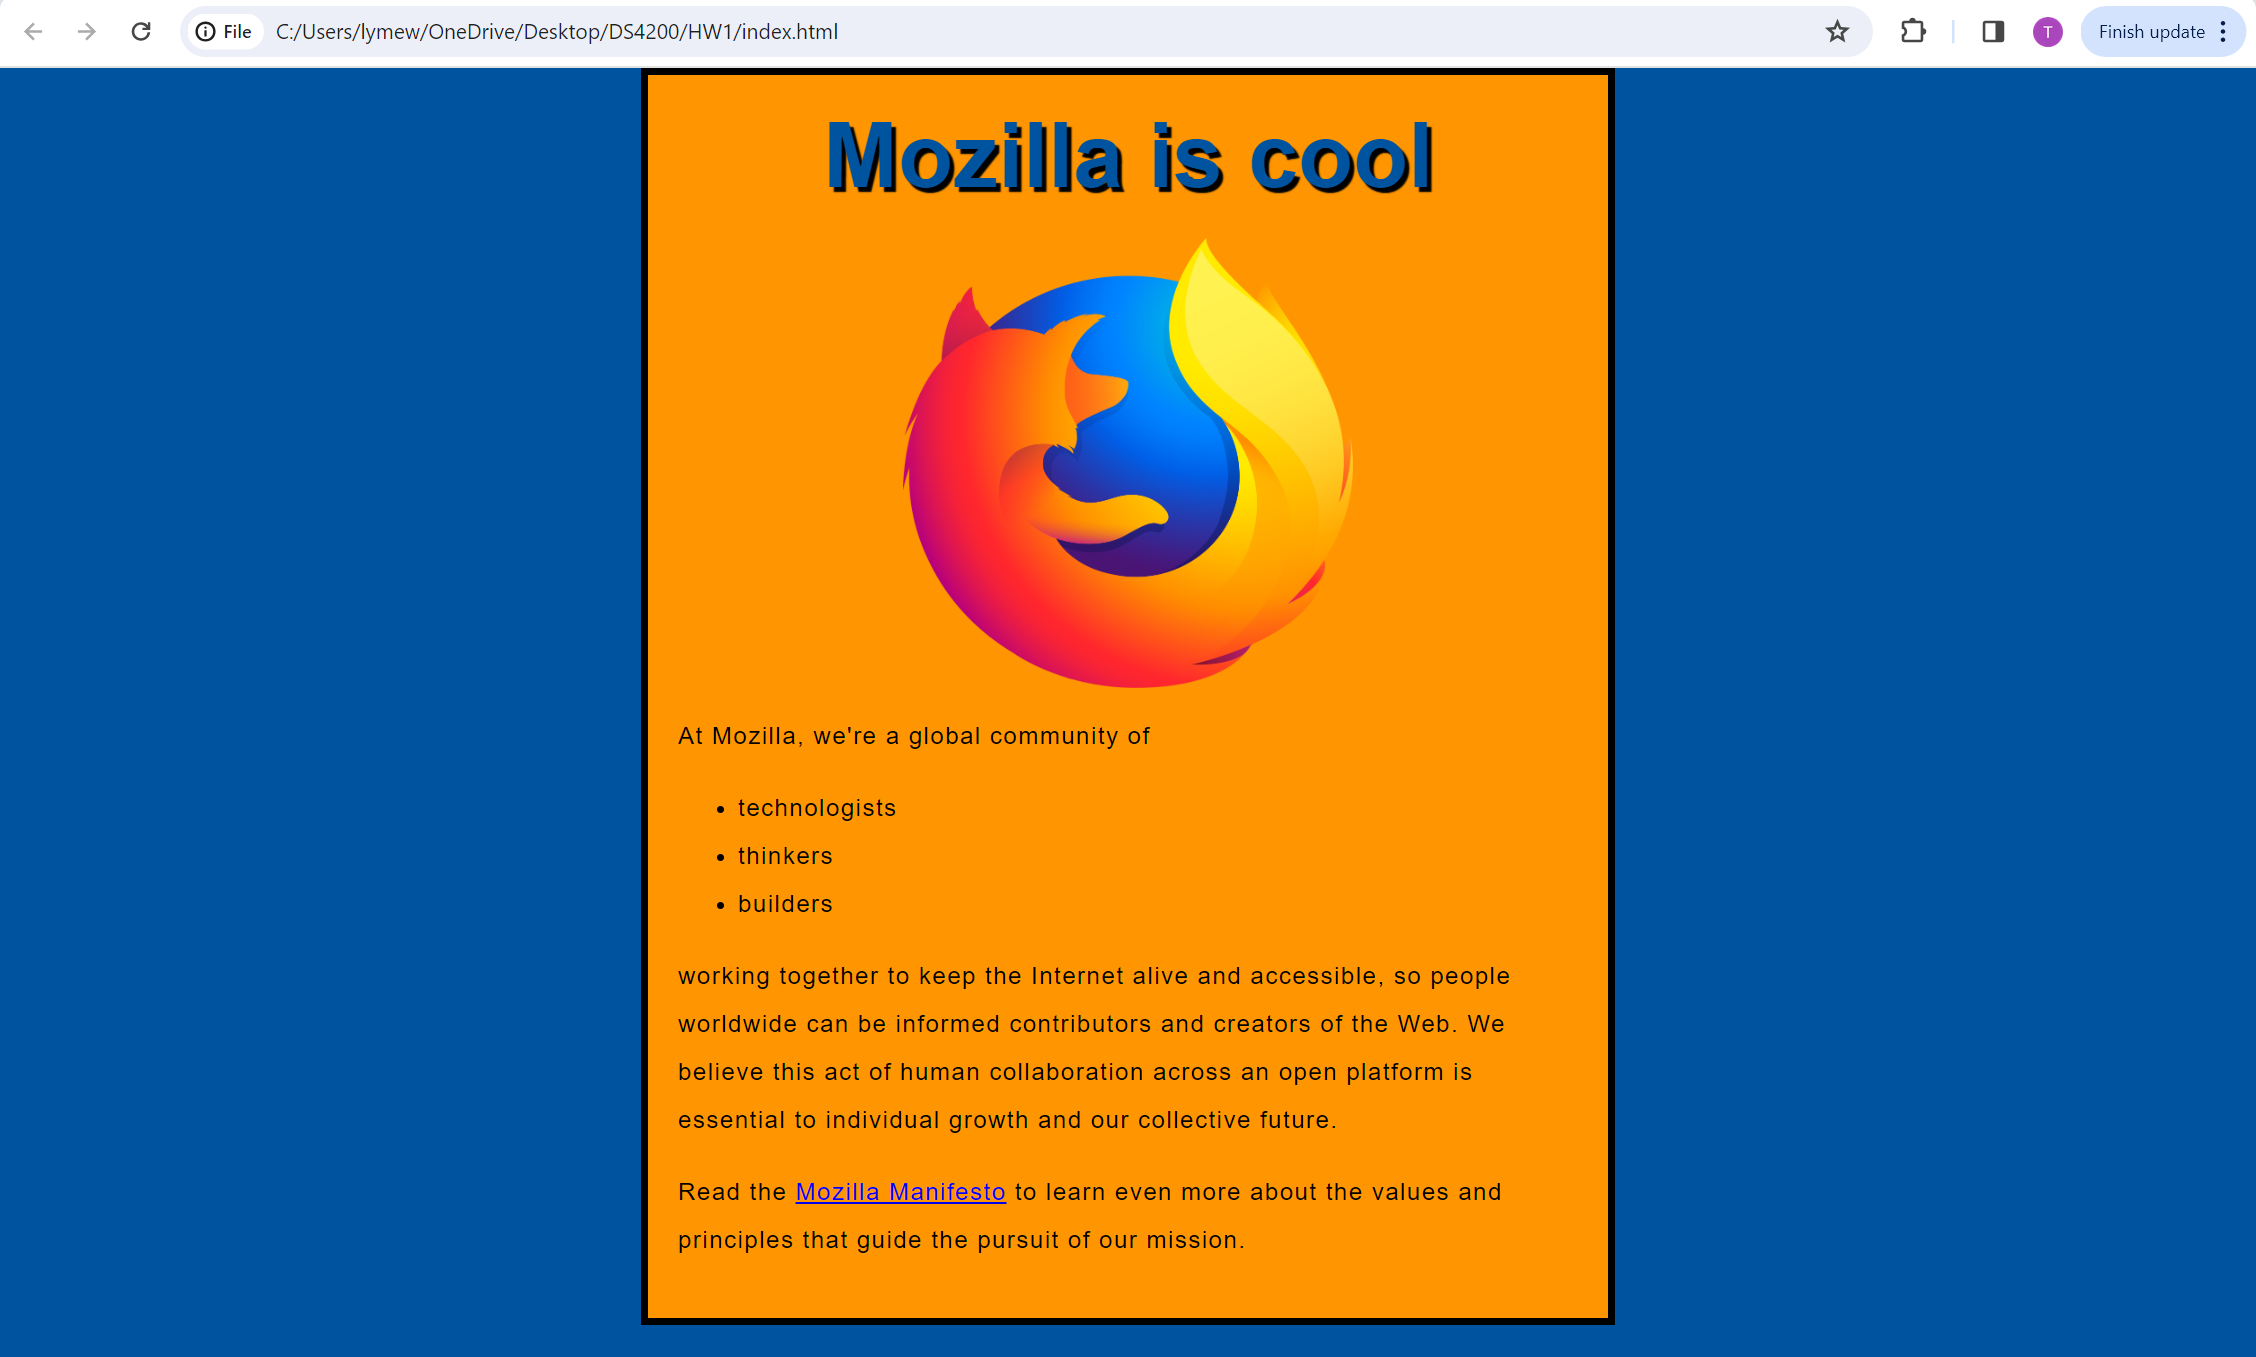 File C:/Users/lymew/OneDrive/Desktop/DS4200/HW1/index.html T Finish update
Mozilla is cool
At Mozilla, we're a global community of
• technologists
• thinkers
• builders
working together to keep the Internet alive and accessible, so people
worldwide can be informed contributors and creators of the Web. We
believe this act of human collaboration across an open platform is
essential to individual growth and our collective future.
Read the Mozilla Manifesto to learn even more about the values and
principles that guide the pursuit of our mission.